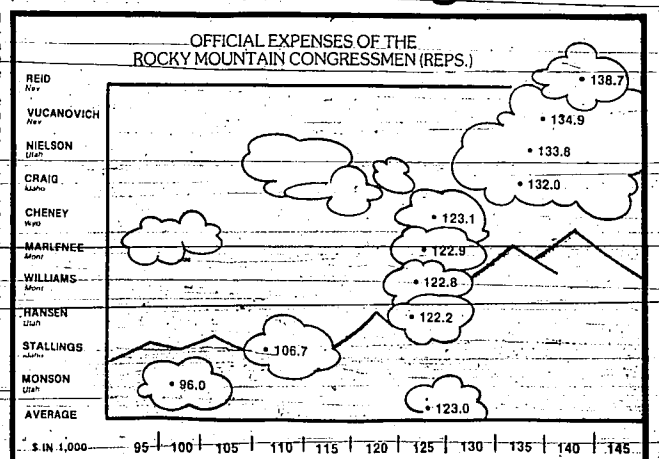 OFFICIAL EXPENSES OF THE
ROCKY MOUNTAIN CONGRESSMEN (REPS.)
REID
Nev
138.7
VUCANOVICH
Nev
134.9
NIELSON
Utah
133.8
CRAIG
Idaho
132.0
CHENEY
Wyo
123.1
MARLENEE
Mont
122.9
WILLIAMS
Mont
122.8
HANSEN
Utah
122.2
STALLINGS
Idaho
106.7
MONSON
Utah
96.0
AVERAGE
123.0
$ IN 1,000 95 100 105 110 115 120 125 130 135 140 145